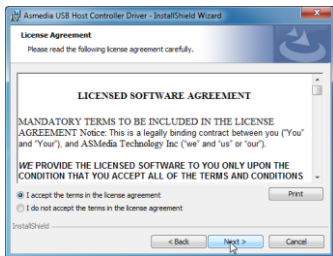 Asmedia USB Host Controller Driver - InstallShield Wizard
License Agreement
Please read the following license agreement carefully.
LICENSED SOFTWARE AGREEMENT
MANDATORY TERMS TO BE INCLUDED IN THE LICENSE
AGREEMENT Notice: This is a legally binding contract between you ("You"
and "Your"), and ASMedia Technology Inc ("we" and "us" or "our").
WE PROVIDE THE LICENSED SOFTWARE TO YOU ONLY UPON THE
CONDITION THAT YOU ACCEPT ALL OF THE TERMS AND CONDITIONS
I accept the terms in the license agreement
Print
I do not accept the terms in the license agreement
InstallShield
< Back
Next >
Cancel